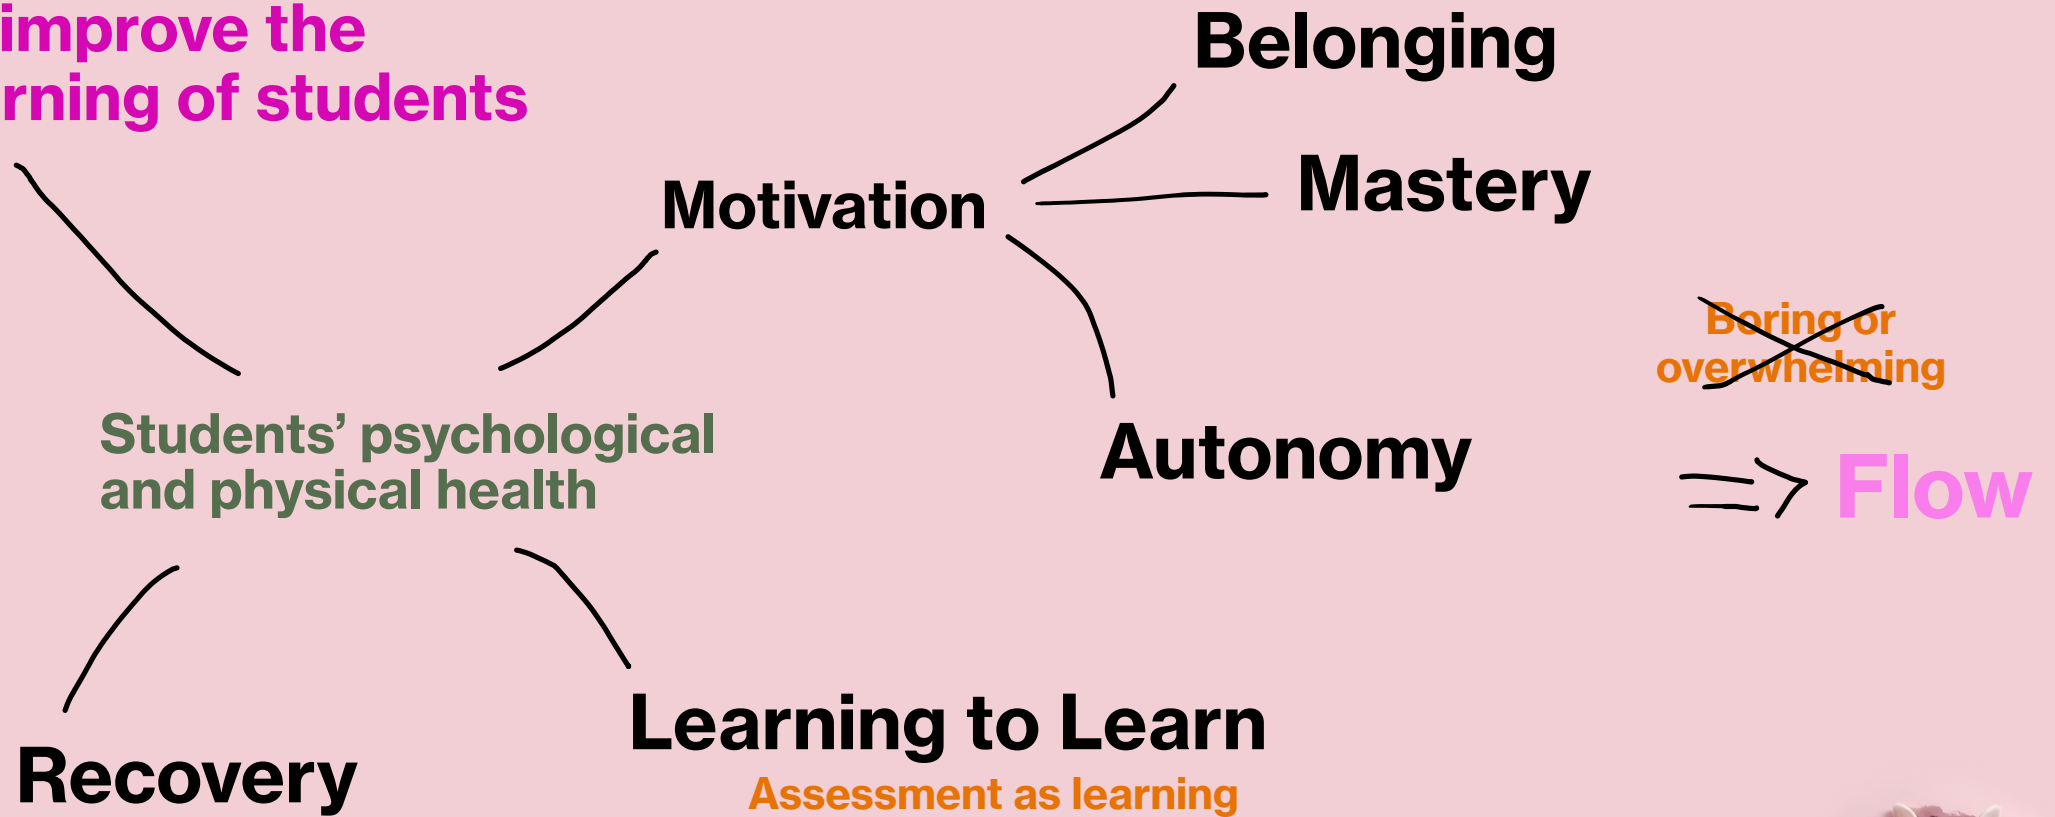 improve the
rning of students
Belonging
Mastery
Motivation
Boring or
overwhelming
Autonomy
Flow
Students’ psychological
and physical health
Learning to Learn
Assessment as learning
Recovery